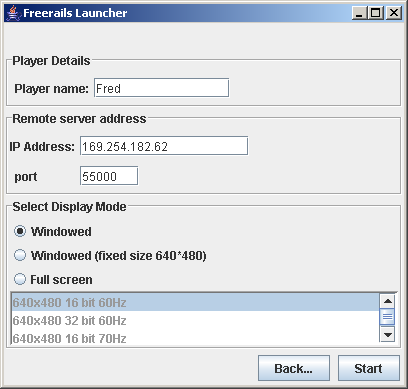 Freerails Launcher
Player Details
Player name: Fred
Remote server address
IP Address: 169.254.182.62
port 55000
Select Display Mode
Windowed
Windowed (fixed size 640*480)
Full screen
640x480 16 bit 60Hz
640x480 32 bit 60Hz
640x480 16 bit 70Hz
Back... Start